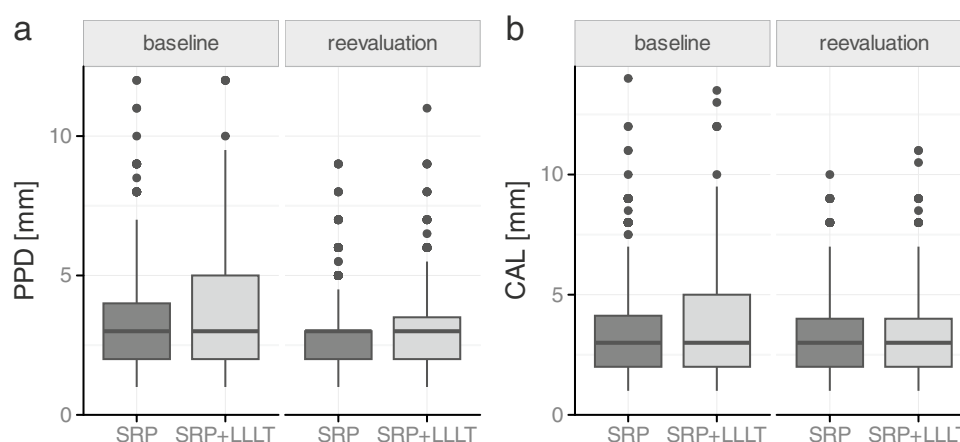 a
baseline
reevaluation
PPD [mm]
10
5
0
SRP
SRP+LLLT
SRP
SRP+LLLT
b
baseline
reevaluation
CAL [mm]
10
5
0
SRP
SRP+LLLT
SRP
SRP+LLLT